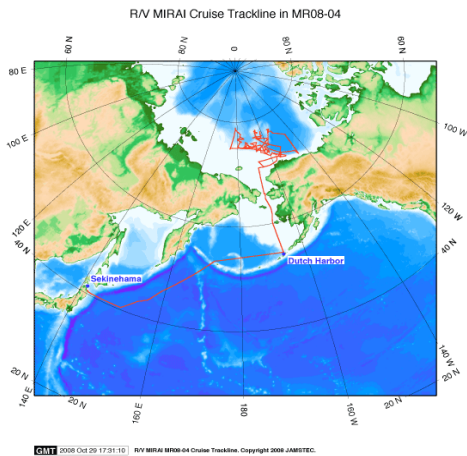 R/V MIRAI Cruise Trackline in MR08-04
60 N
0
80 N
60 N
80 E
100 E
100 W
120 E
120 W
40 N
40 N
Sekinehama
Dutch Harbor
140 W
20 N
140 E
20 N
160 E
180
160 W
20 N
20 N
GMT 2008 Oct 29 17:31:10 R/V MIRAI MR08-04 Cruise Trackline. Copyright 2008 JAMSTEC.